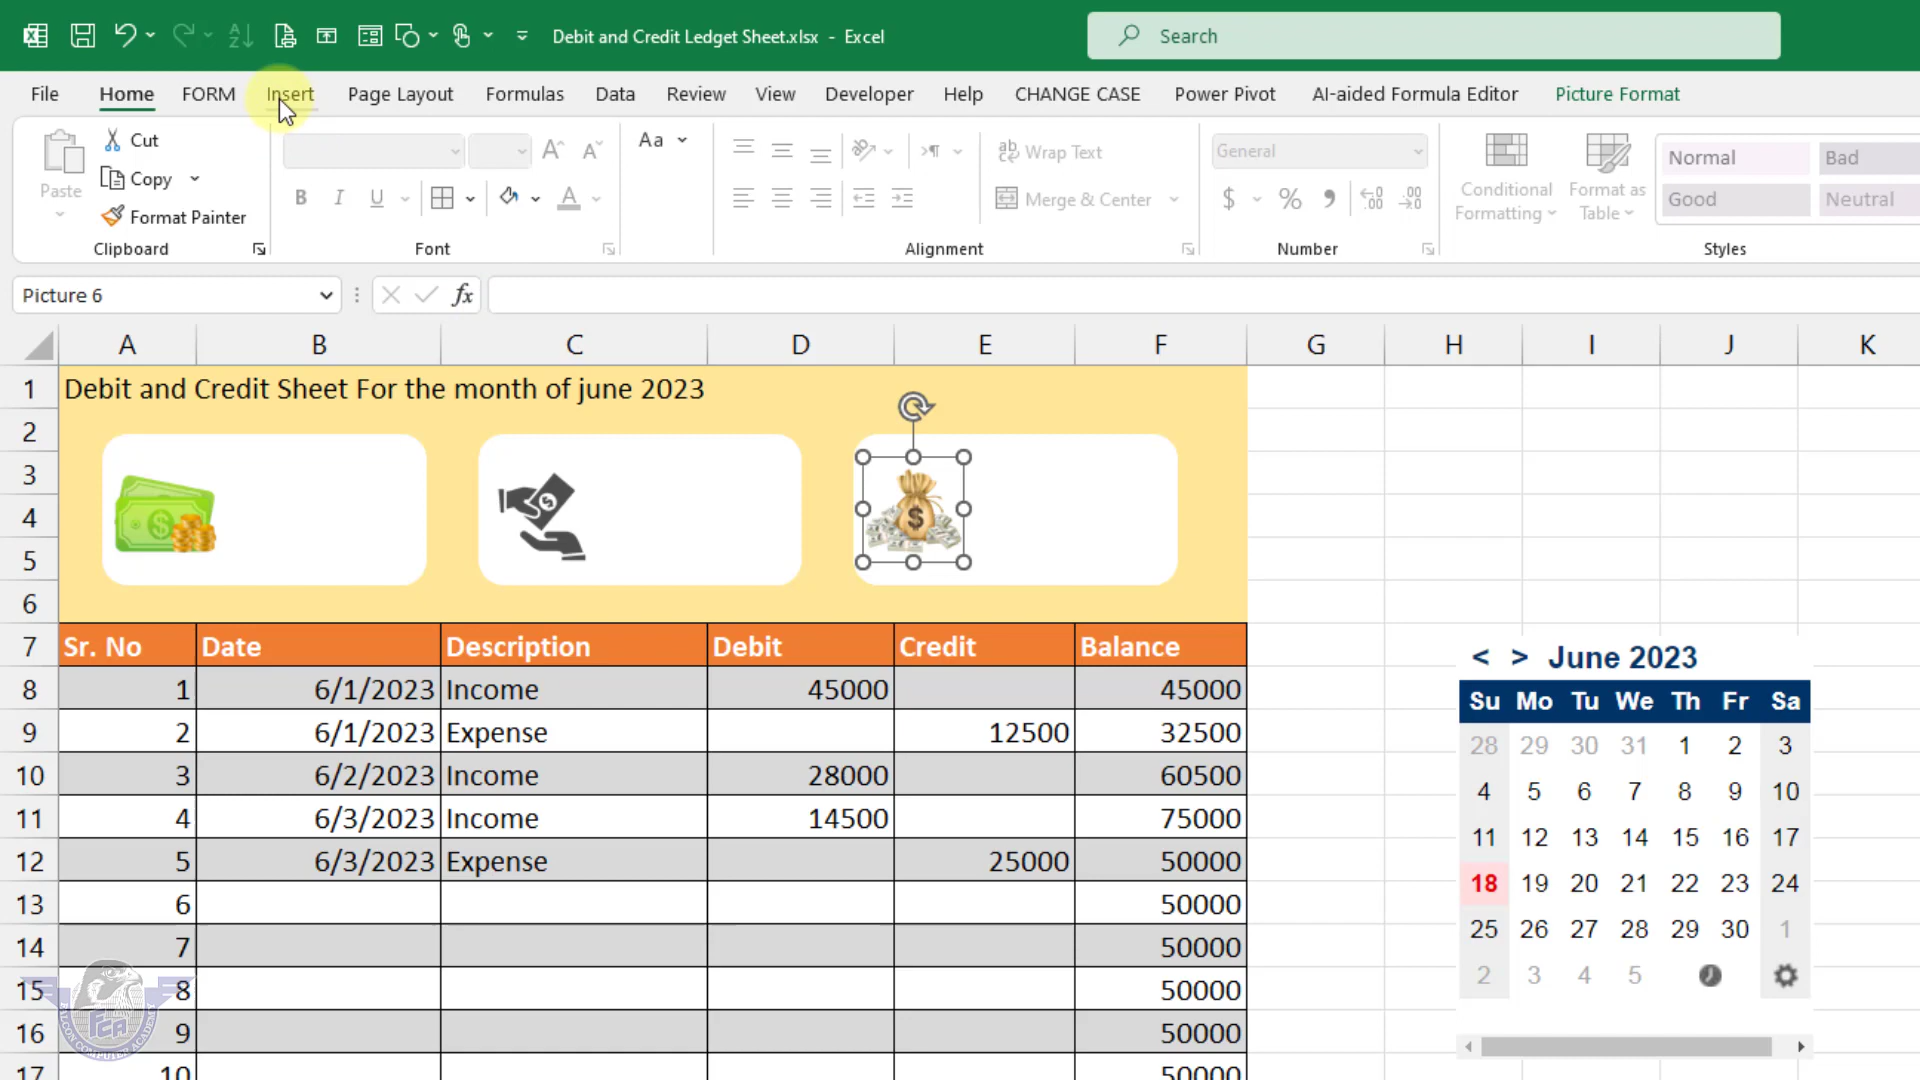 Debit and Credit Ledget Sheet.xlsx - Excel
Search
File Home FORM Insert Page Layout Formulas Data Review View Developer Help CHANGE CASE Power Pivot AI-aided Formula Editor Picture Format
Paste
Cut
Copy
Format Painter
Clipboard
B I U A
Font
Aa
Wrap Text
Merge & Center
Alignment
General
$ % , .00
Number
Conditional Formatting
Format as Table
Normal Bad
Good Neutral
Styles
Picture 6 fx
A B C D E F G H I J K
1 Debit and Credit Sheet For the month of june 2023
2
3
4
5
6
7 Sr. No Date Description Debit Credit Balance
8 1 6/1/2023 Income 45000 45000
9 2 6/1/2023 Expense 12500 32500
10 3 6/2/2023 Income 28000 60500
11 4 6/3/2023 Income 14500 75000
12 5 6/3/2023 Expense 25000 50000
13 6 50000
14 7 50000
15 8 50000
16 9 50000
17 10 50000
< > June 2023
Su Mo Tu We Th Fr Sa
28 29 30 31 1 2 3
4 5 6 7 8 9 10
11 12 13 14 15 16 17
18 19 20 21 22 23 24
25 26 27 28 29 30 1
2 3 4 5
FCA
FALCON COMPUTER ACADEMY